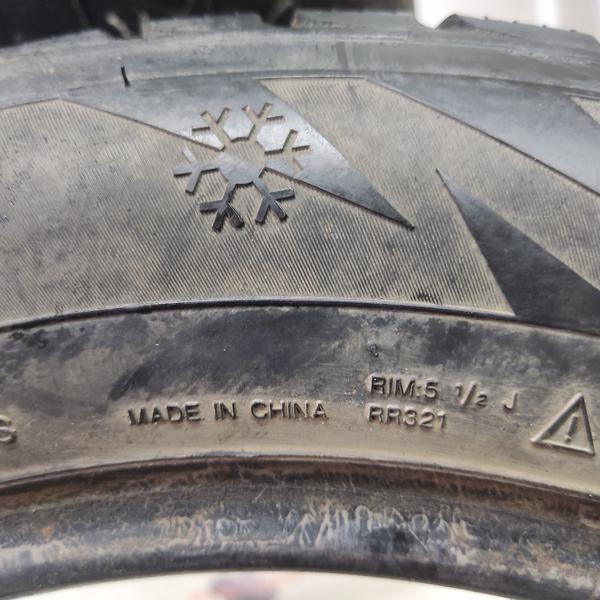 S
MADE IN CHINA
RIM:5 1/2 J
RR321